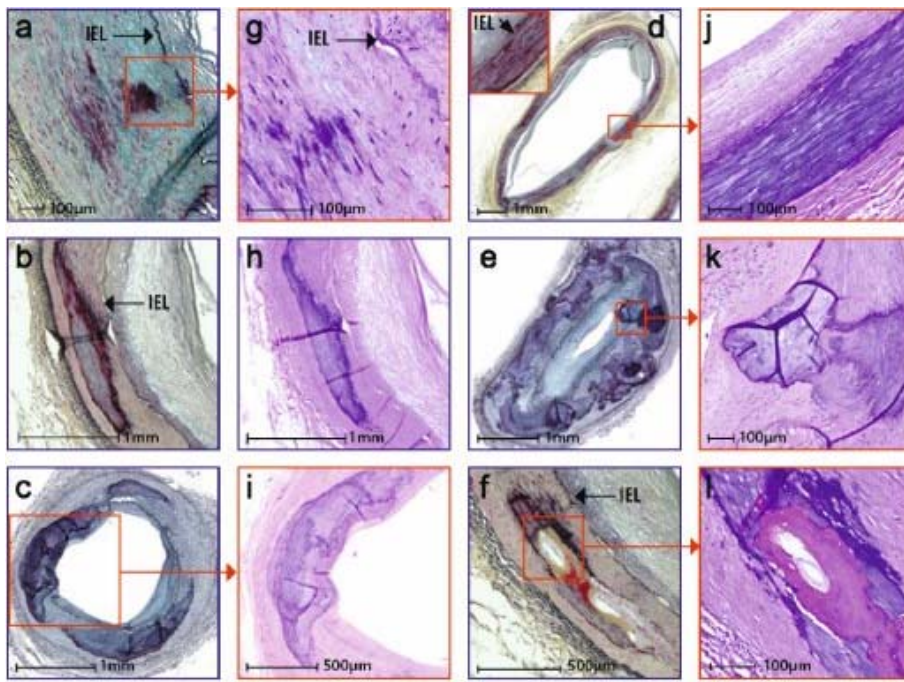 a IEL 100µm
g IEL 100µm
d IEL 1mm
j 100µm
b IEL 1mm
h 1mm
e 1mm
k 100µm
c 1mm
i 500µm
f IEL 500µm
l 100µm